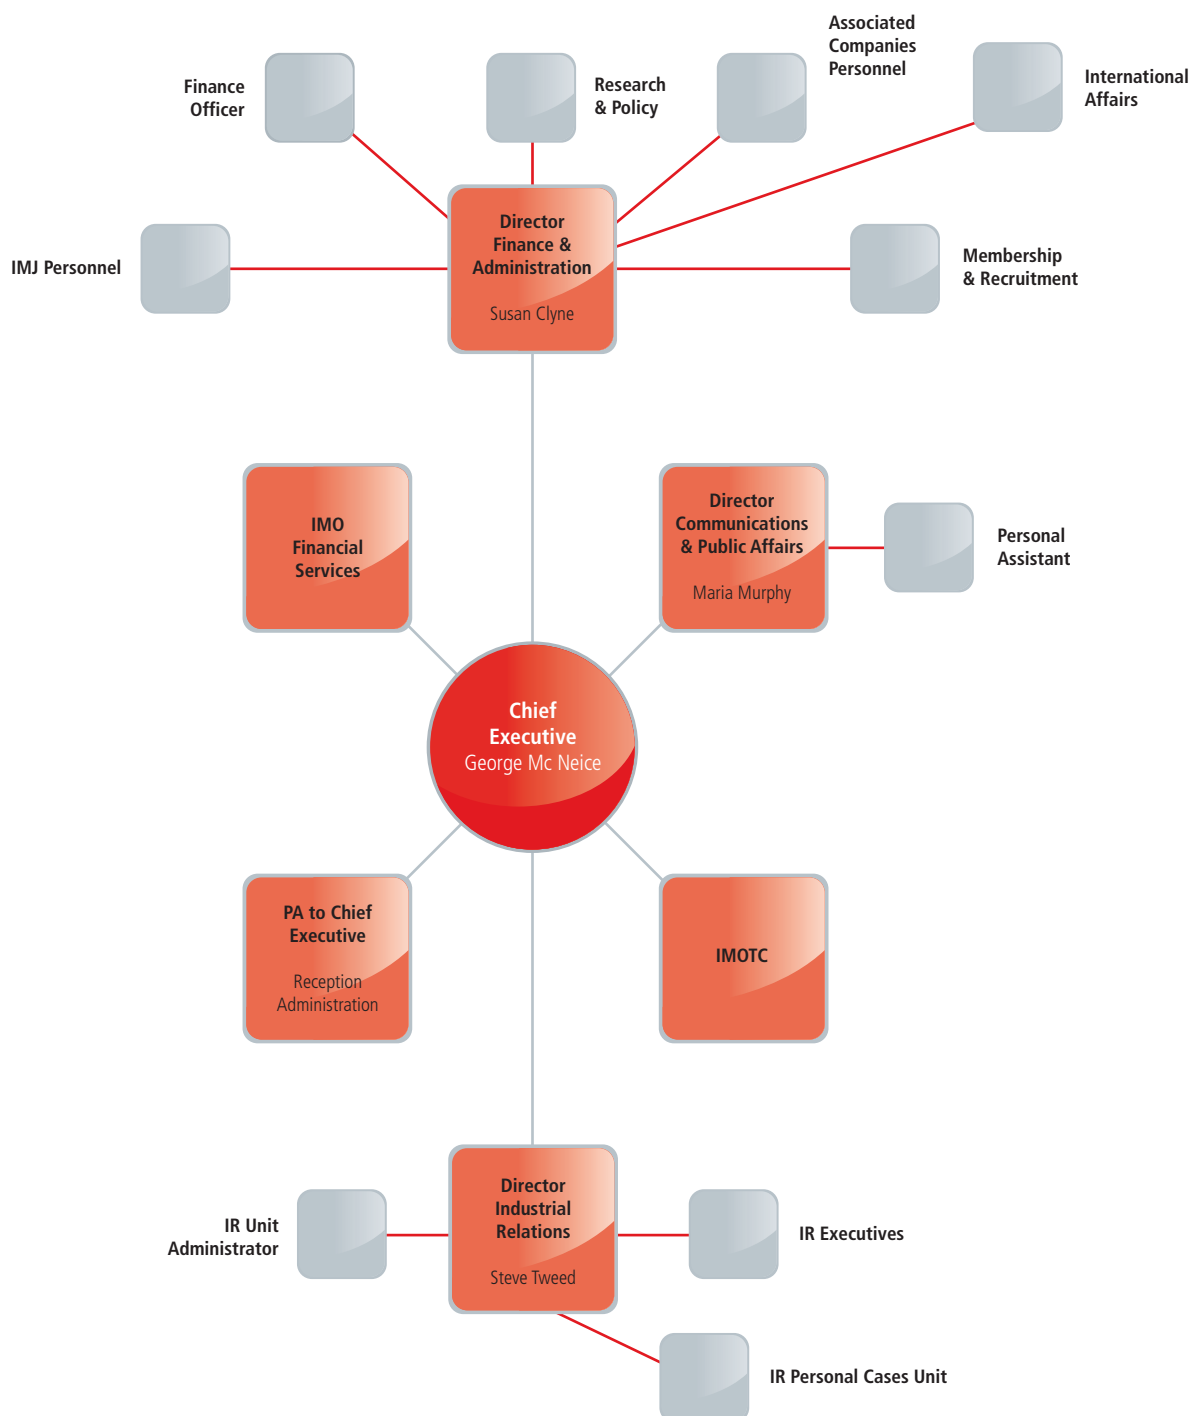 Associated
Companies
Personnel
Finance
Officer
Research
& Policy
International
Affairs
Director
Finance &
Administration
Susan Clyne
IMJ Personnel
Membership
& Recruitment
IMO
Financial
Services
Director
Communications
& Public Affairs
Maria Murphy
Personal
Assistant
Chief
Executive
George Mc Neice
PA to Chief
Executive
Reception
Administration
IMOTC
Director
Industrial
Relations
Steve Tweed
IR Unit
Administrator
IR Executives
IR Personal Cases Unit